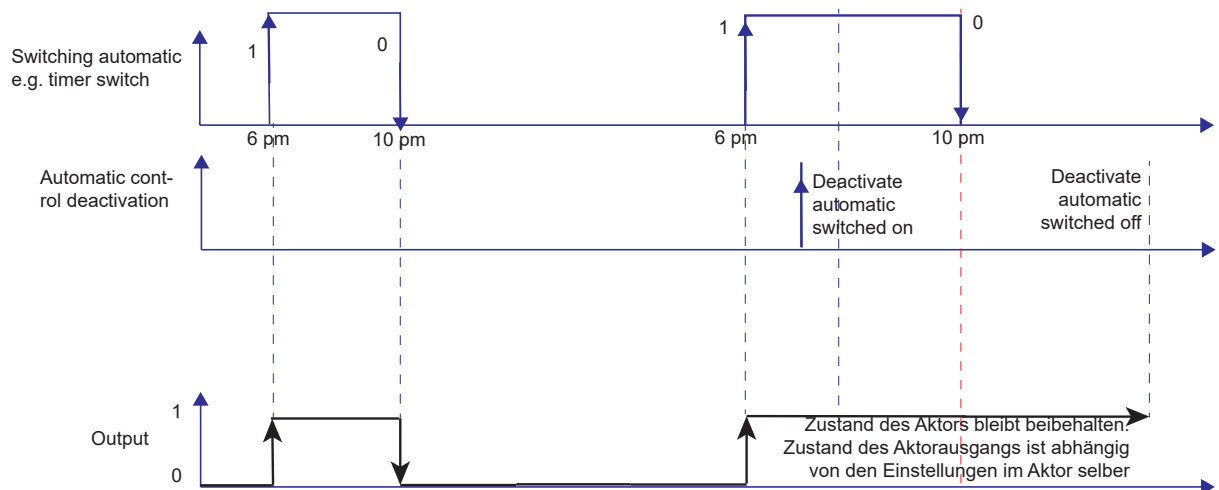 1
0
Switching automatic
e.g. timer switch
6 pm
10 pm
1
0
6 pm
10 pm
Automatic cont-
rol deactivation
Deactivate
automatic
switched on
Deactivate
automatic
switched off
1
Output
0
Zustand des Aktors bleibt beibehalten.
Zustand des Aktorausgangs ist abhängig
von den Einstellungen im Aktor selber